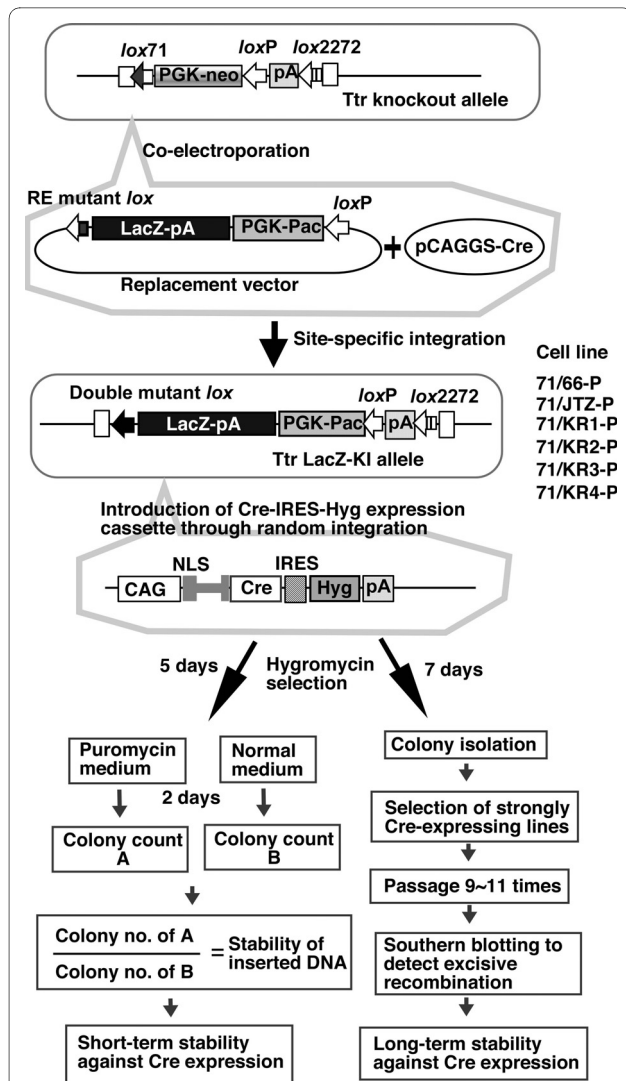 lox71
loxP
lox2272
PGK-neo
pA
Ttr knockout allele
Co-electroporation
RE mutant lox
loxP
LacZ-pA
PGK-Pac
+
pCAGGS-Cre
Replacement vector
Site-specific integration
Cell line
71/66-P
71/JTZ-P
71/KR1-P
71/KR2-P
71/KR3-P
71/KR4-P
Double mutant lox
loxP
lox2272
LacZ-pA
PGK-Pac
pA
Ttr LacZ-KI allele
Introduction of Cre-IRES-Hyg expression
cassette through random integration
NLS
IRES
CAG
Cre
Hyg
pA
5 days
Hygromycin
selection
7 days
Puromycin
medium
Normal
medium
2 days
Colony count
A
Colony count
B
Colony no. of A
Colony no. of B
= Stability of
inserted DNA
Short-term stability
against Cre expression
Colony isolation
Selection of strongly
Cre-expressing lines
Passage 9~11 times
Southern blotting to
detect excisive
recombination
Long-term stability
against Cre expression